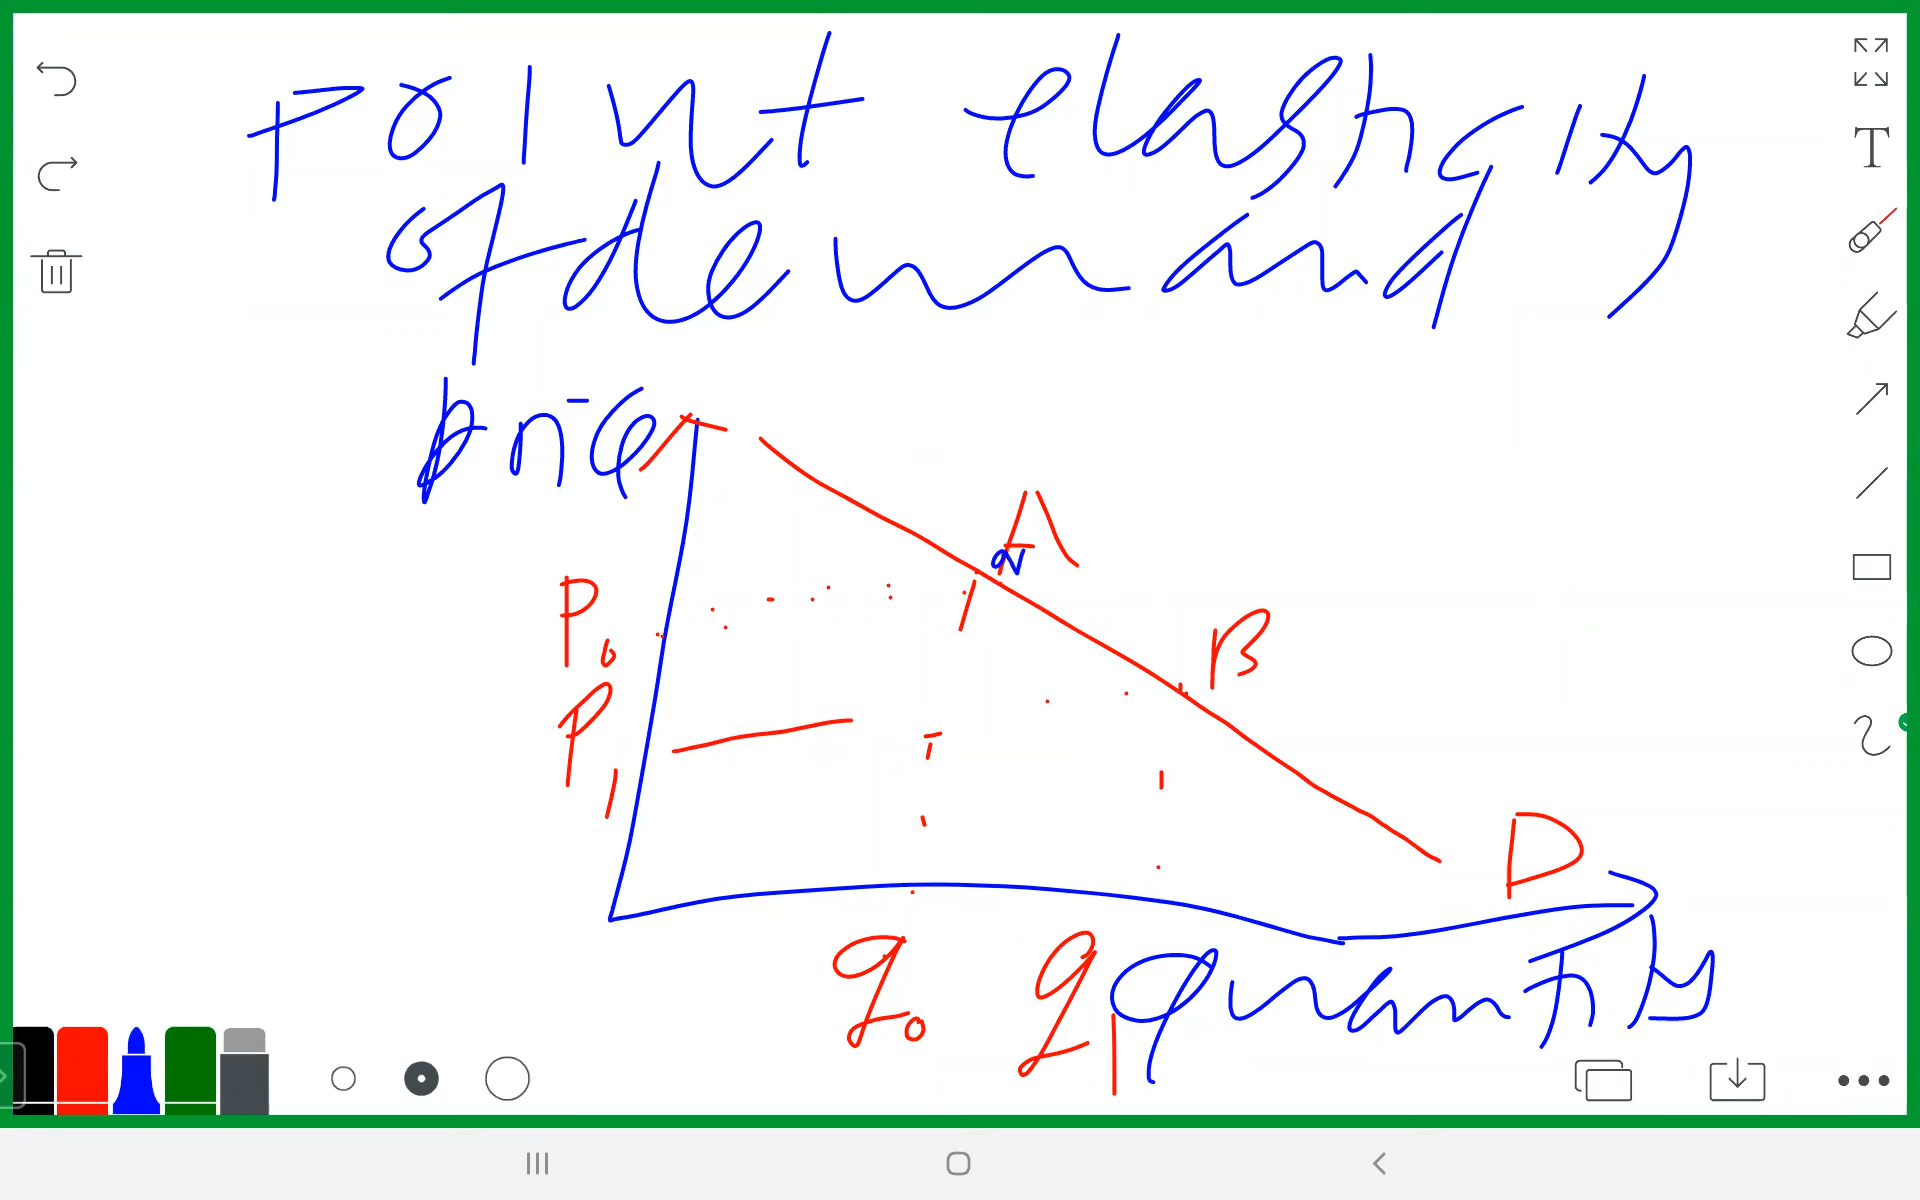 Point elasticity
of demand
price
A
B
P0
P1
D
q0 q1 quantity
T